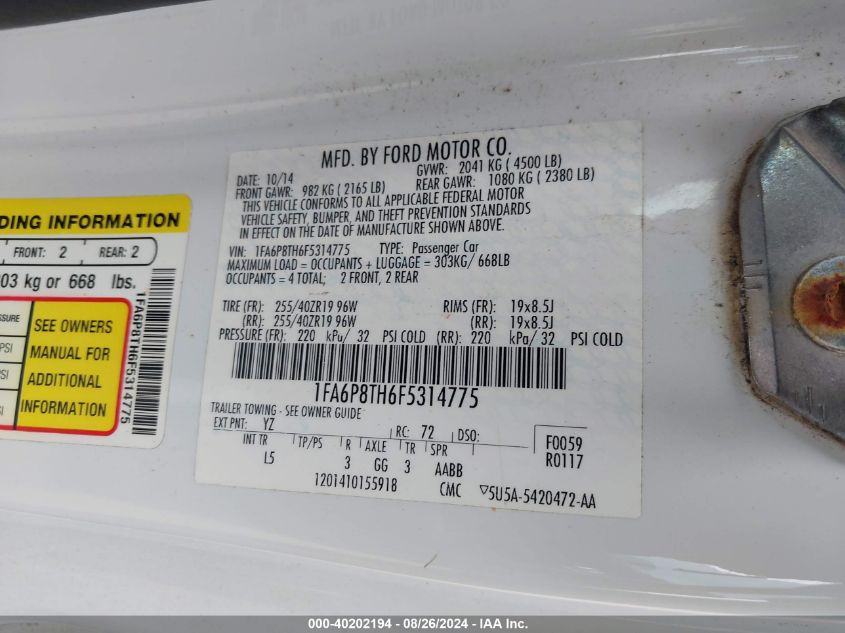 DING INFORMATION
FRONT: 2 REAR: 2
03 kg or 668 lbs.
SEE OWNERS
MANUAL FOR
ADDITIONAL
INFORMATION
PSI
PSI
1FA6P8TH6F5314775
MFD. BY FORD MOTOR CO.
DATE: 10/14 GVWR: 2041 KG ( 4500 LB)
FRONT GAWR: 982 KG ( 2165 LB) REAR GAWR: 1080 KG ( 2380 LB)
THIS VEHICLE CONFORMS TO ALL APPLICABLE FEDERAL MOTOR
VEHICLE SAFETY, BUMPER, AND THEFT PREVENTION STANDARDS
IN EFFECT ON THE DATE OF MANUFACTURE SHOWN ABOVE.
VIN: 1FA6P8TH6F5314775 TYPE: Passenger Car
MAXIMUM LOAD = OCCUPANTS + LUGGAGE = 303KG/ 668LB
OCCUPANTS = 4 TOTAL; 2 FRONT, 2 REAR
TIRE (FR): 255/40ZR19 96W RIMS (FR): 19x8.5J
(RR): 255/40ZR19 96W (RR): 19x8.5J
PRESSURE (FR): 220 kPa/ 32 PSI COLD (RR): 220 kPa/ 32 PSI COLD
1FA6P8TH6F5314775
TRAILER TOWING - SEE OWNER GUIDE
EXT PNT: YZ RC: 72 DSO: F0059
INT TR TP/PS R AXLE TR SPR R0117
L5 3 GG 3 AABB
1201410155918 CMC ▽5U5A-5420472-AA
000-40202194 - 08/26/2024 - IAA Inc.